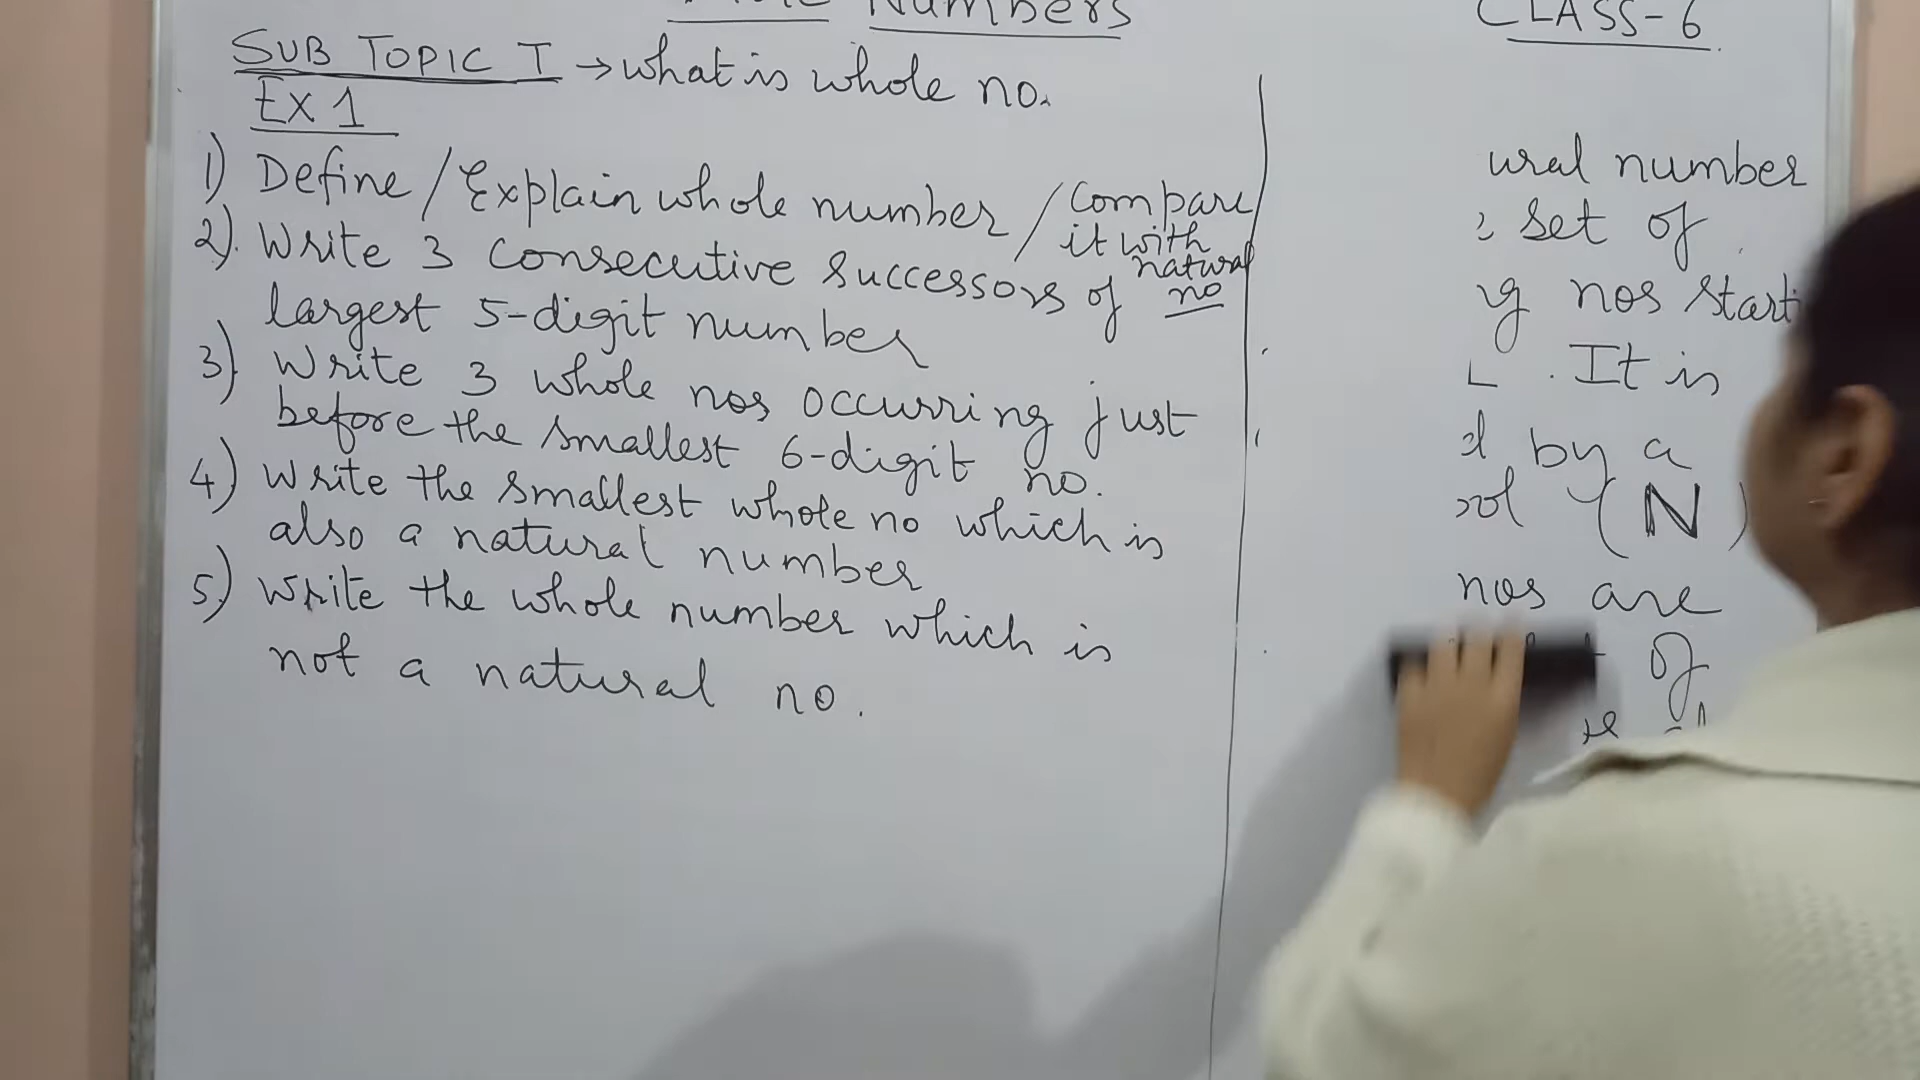 Numbers
CLASS-6
SUB TOPIC I → what is whole no.
EX 1
1) Define / Explain whole number / compare
it with
natural
no
2). Write 3 consecutive successors of
largest 5-digit number
3) Write 3 whole nos occurring just
before the smallest 6-digit no.
4) Write the smallest whole no which is
also a natural number
5) Write the whole number which is
not a natural no.
ural number
set of
nos starti
. It is
by a
(N)
nos are
of